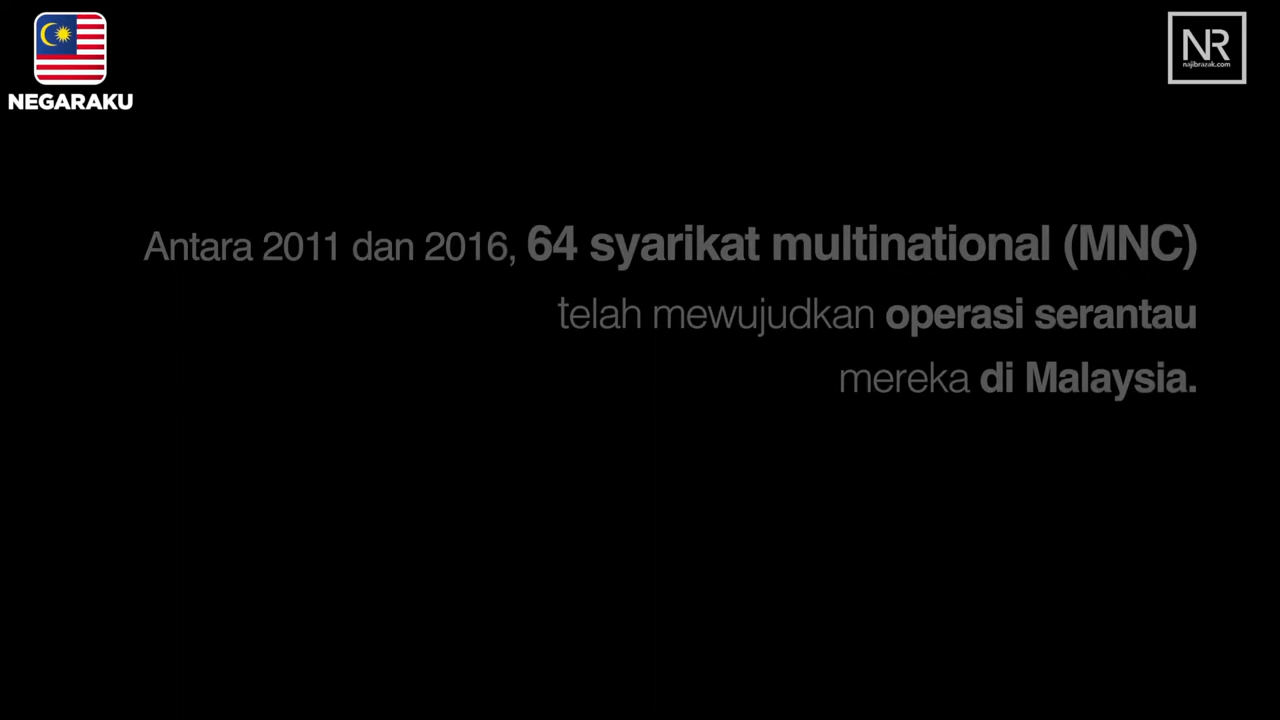 NEGARAKU
NR
najibrazak.com
Antara 2011 dan 2016, 64 syarikat multinational (MNC)
telah mewujudkan operasi serantau
mereka di Malaysia.